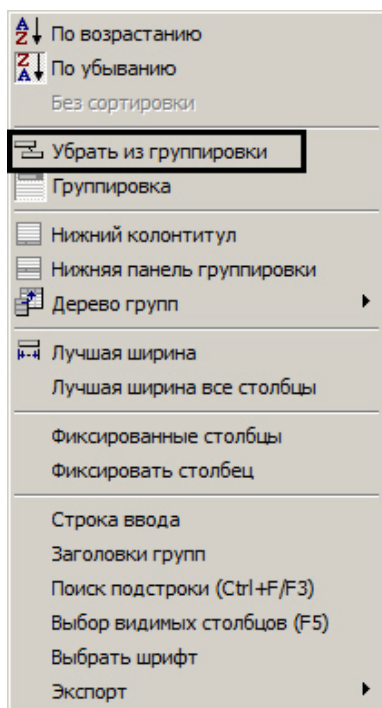 По возрастанию
По убыванию
Без сортировки
Убрать из группировки
Группировка
Нижний колонтитул
Нижняя панель группировки
Дерево групп
Лучшая ширина
Лучшая ширина все столбцы
Фиксированные столбцы
Фиксировать столбец
Строка ввода
Заголовки групп
Поиск подстроки (Ctrl+F/F3)
Выбор видимых столбцов (F5)
Выбрать шрифт
Экспорт